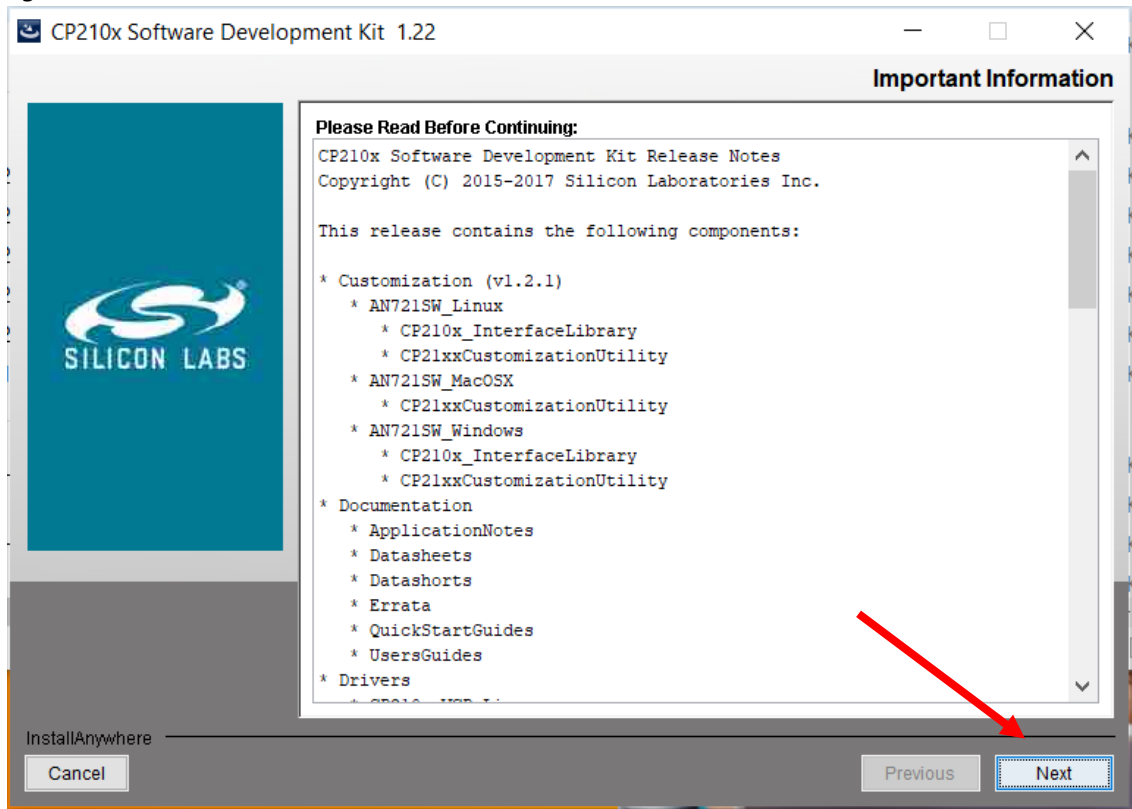 CP210x Software Development Kit 1.22
Important Information
Please Read Before Continuing:
CP210x Software Development Kit Release Notes
Copyright (C) 2015-2017 Silicon Laboratories Inc.
This release contains the following components:
* Customization (v1.2.1)
* AN721SW_Linux
* CP210x_InterfaceLibrary
* CP21xxCustomizationUtility
* AN721SW_MacOSX
* CP21xxCustomizationUtility
* AN721SW_Windows
* CP210x_InterfaceLibrary
* CP21xxCustomizationUtility
* Documentation
* ApplicationNotes
* Datasheets
* Datashorts
* Errata
* QuickStartGuides
* UsersGuides
* Drivers
SILICON LABS
InstallAnywhere
Cancel
Previous
Next